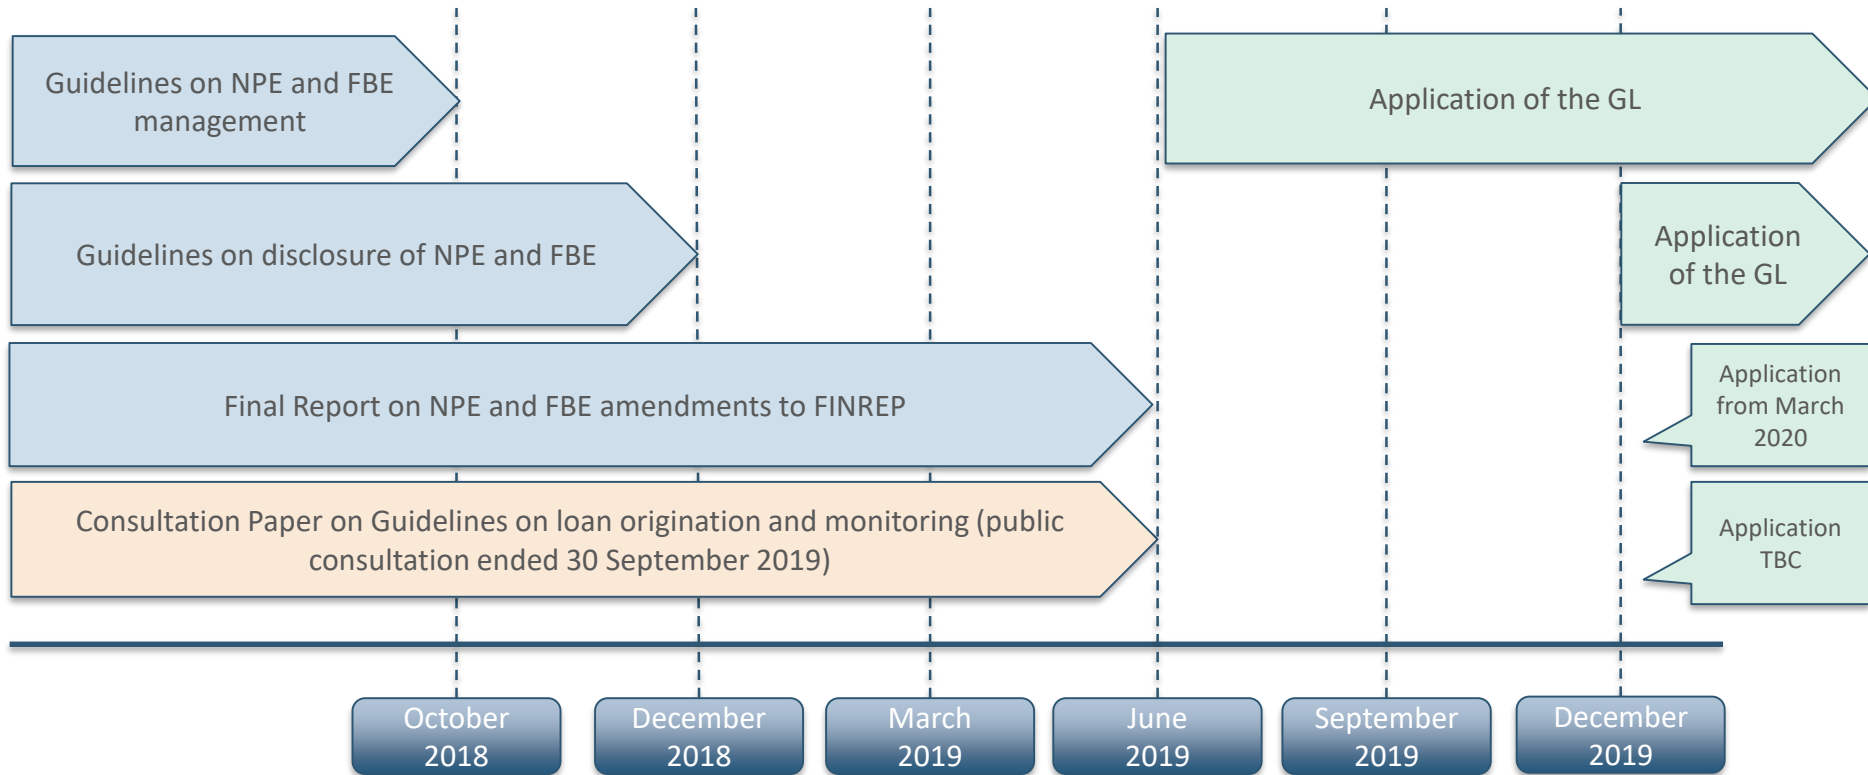 Guidelines on NPE and FBE
management
Application of the GL
Guidelines on disclosure of NPE and FBE
Application
of the GL
Final Report on NPE and FBE amendments to FINREP
Application
from March
2020
Consultation Paper on Guidelines on loan origination and monitoring (public
consultation ended 30 September 2019)
Application
TBC
October
2018
December
2018
March
2019
June
2019
September
2019
December
2019